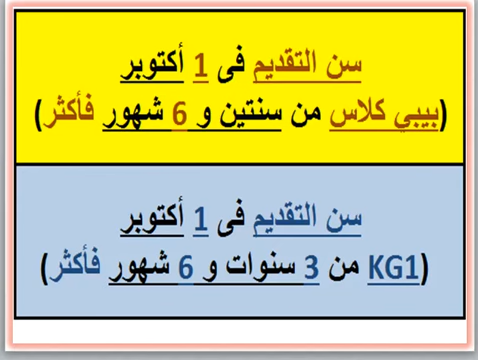 سن التقديم فى 1 أكتوبر
(بيبي كلاس من سنتين و 6 شهور فأكثر)
سن التقديم فى 1 أكتوبر
(KG1 من 3 سنوات و 6 شهور فأكثر)